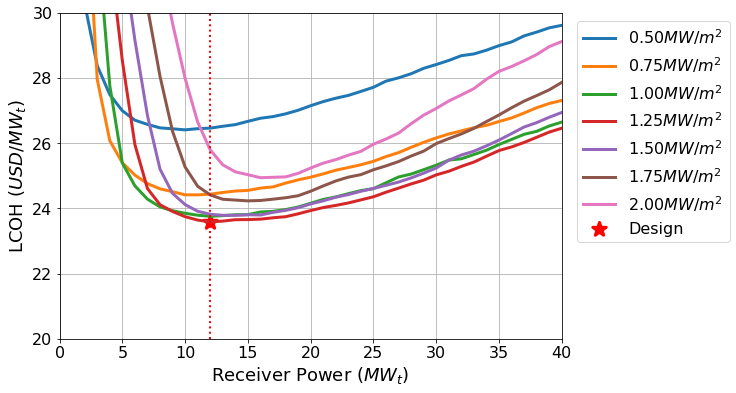 LCOH (USD/MW_t)
30
28
26
24
22
20
0 5 10 15 20 25 30 35 40
Receiver Power (MW_t)
0.50MW/m²
0.75MW/m²
1.00MW/m²
1.25MW/m²
1.50MW/m²
1.75MW/m²
2.00MW/m²
Design